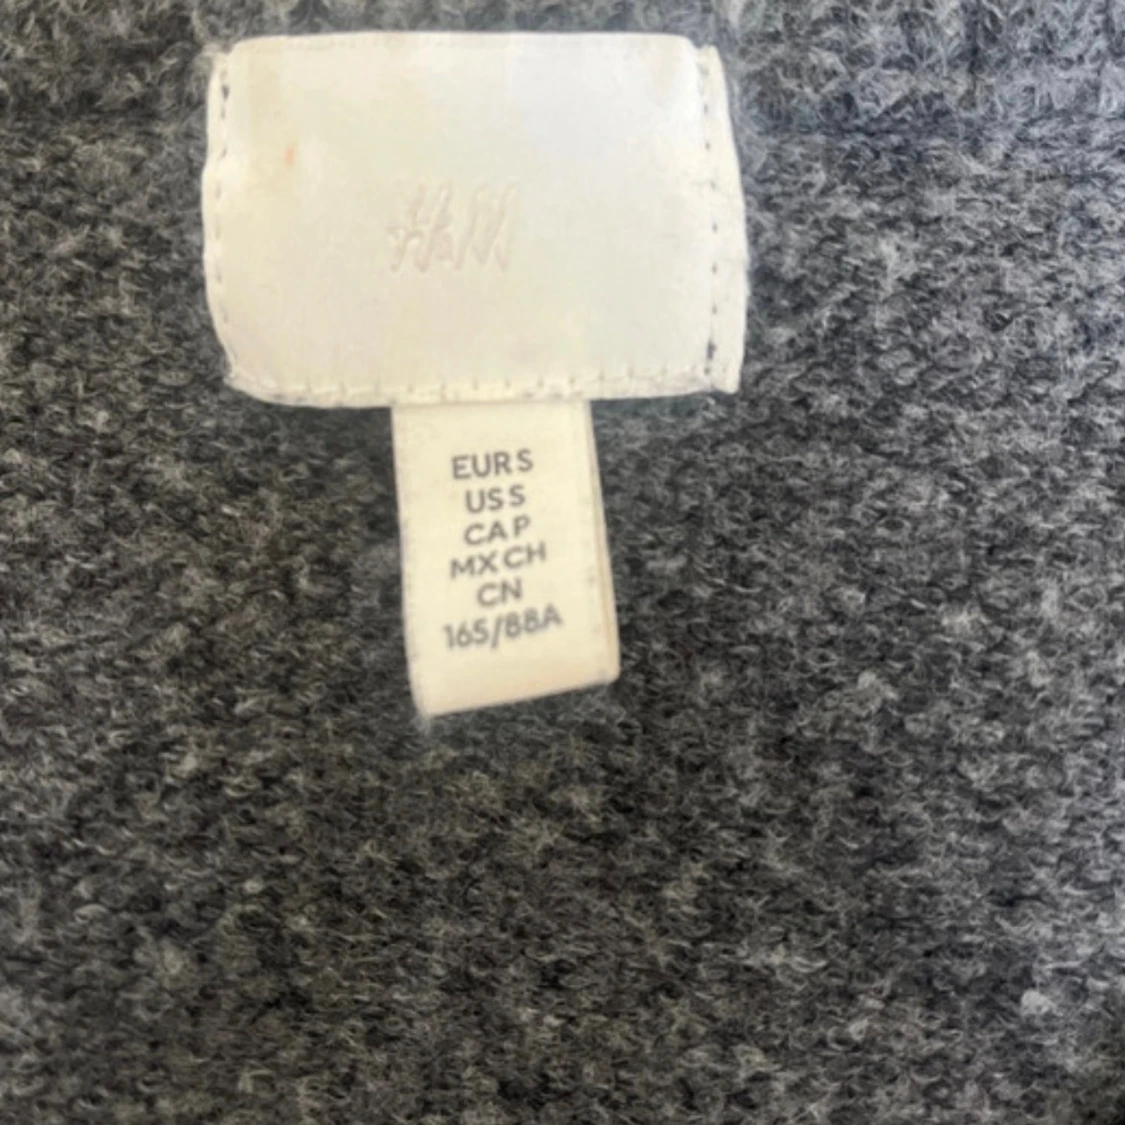 H&M
EUR S
US S
CA P
MX CH
CN
165/88A